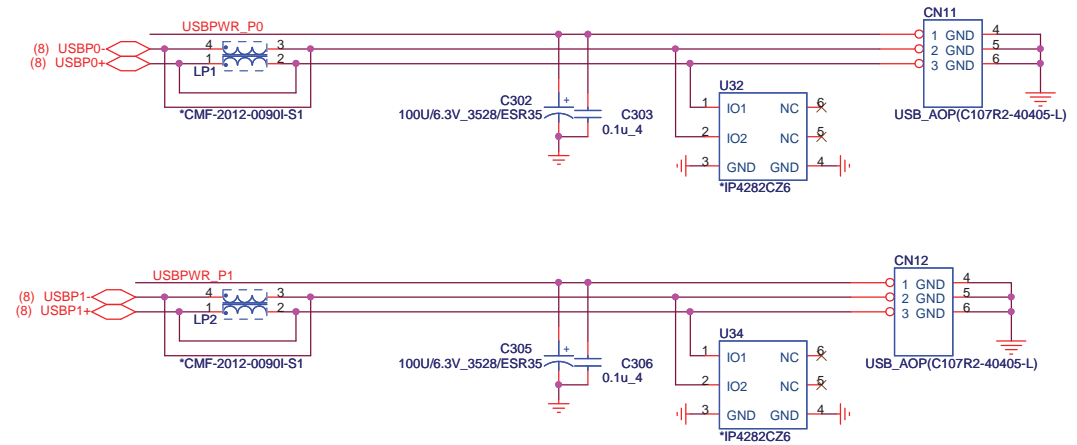 USBPWR_P0
CN11
(8) USBP0-
4 3
1 GND 4
(8) USBP0+
1 2
2 GND 5
LP1
3 GND 6
U32
*CMF-2012-0090I-S1
C302
100U/6.3V_3528/ESR35
+
C303
0.1u_4
1 IO1 NC 6
2 IO2 NC 5
3 GND GND 4
*IP4282CZ6
USB_AOP(C107R2-40405-L)
USBPWR_P1
CN12
(8) USBP1-
4 3
1 GND 4
(8) USBP1+
1 2
2 GND 5
LP2
3 GND 6
U34
*CMF-2012-0090I-S1
C305
100U/6.3V_3528/ESR35
+
C306
0.1u_4
1 IO1 NC 6
2 IO2 NC 5
3 GND GND 4
*IP4282CZ6
USB_AOP(C107R2-40405-L)